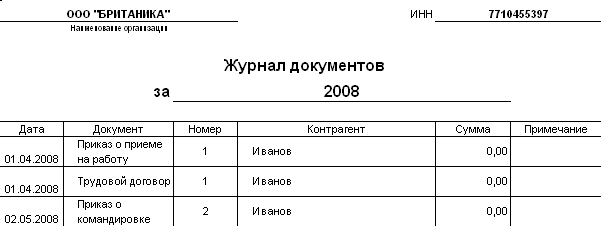 ООО "БРИТАНИКА" ИНН 7710455397
Наименование организации
Журнал документов
за 2008
Дата Документ Номер Контрагент Сумма Примечание
01.04.2008 Приказ о приеме на работу 1 Иванов 0,00
01.04.2008 Трудовой договор 1 Иванов 0,00
02.05.2008 Приказ о командировке 2 Иванов 0,00